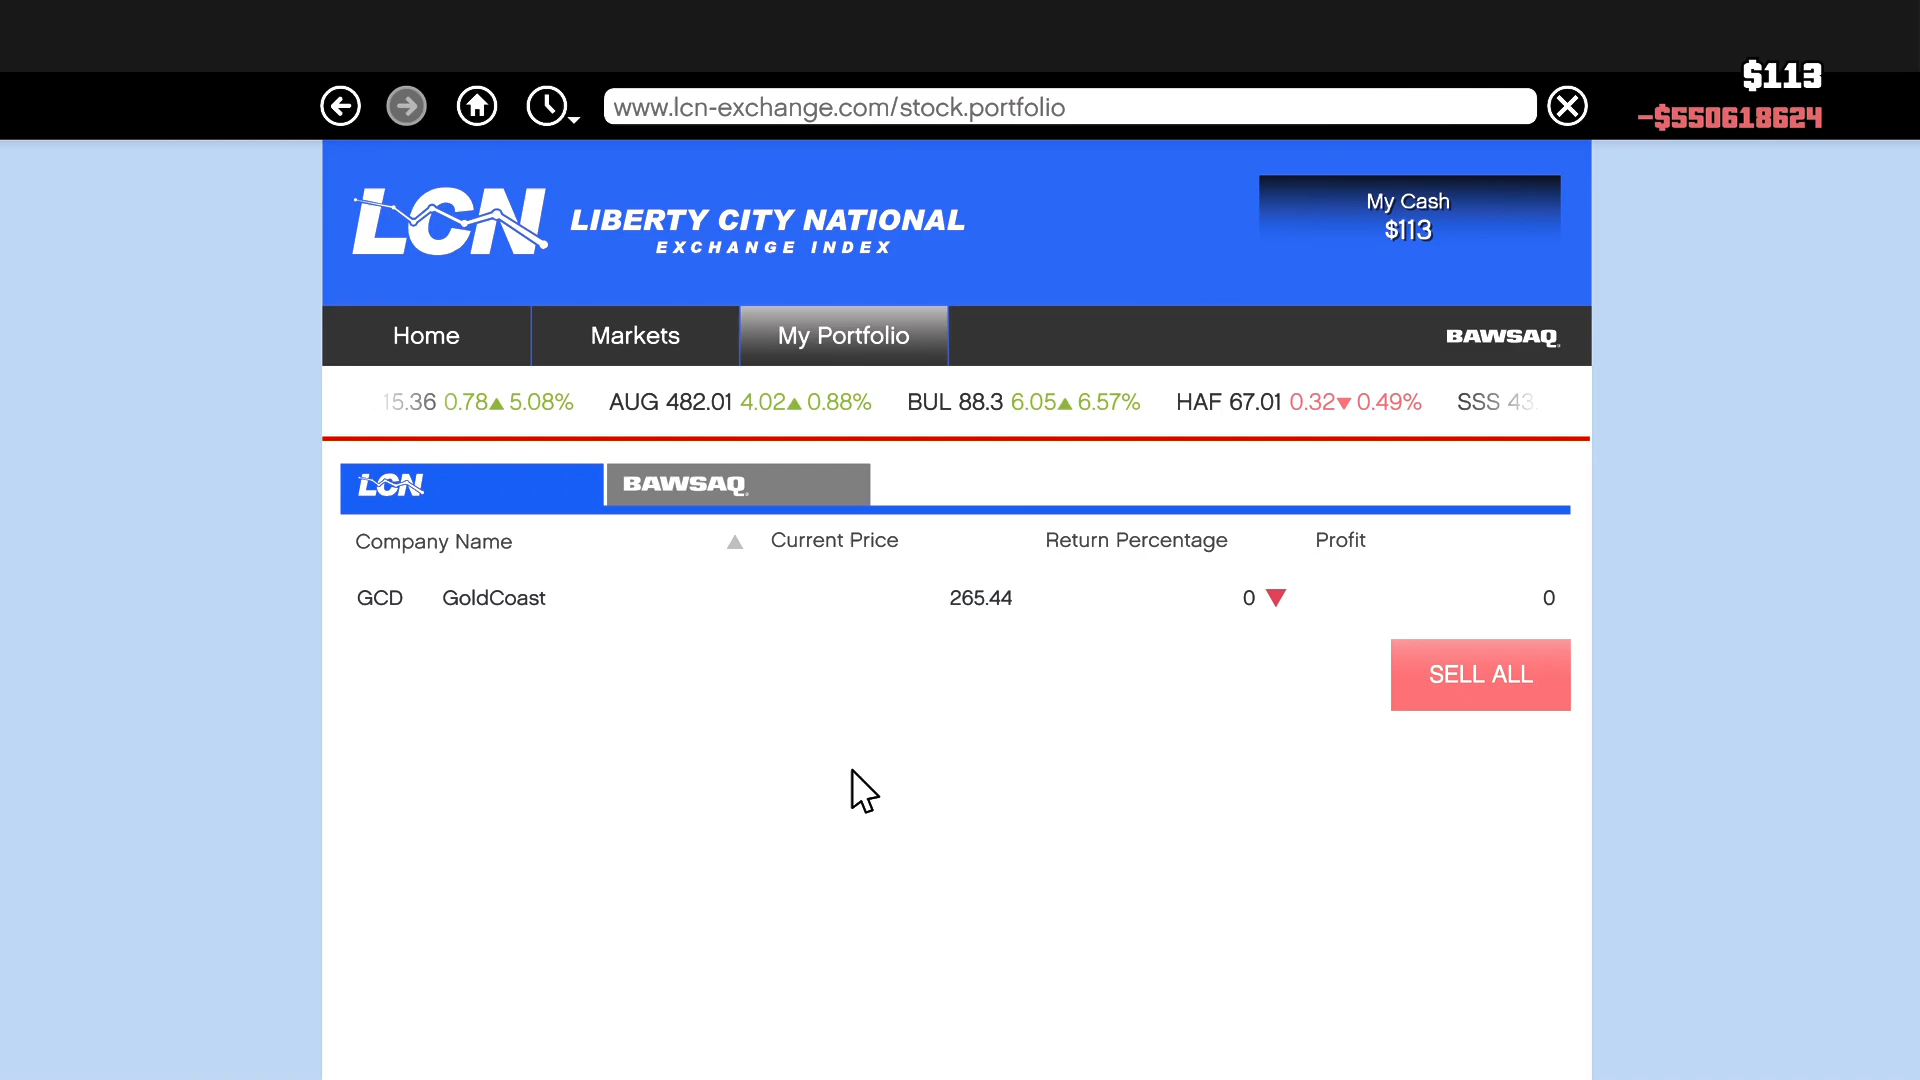 $113
www.lcn-exchange.com/stock.portfolio
-$550618624
LCN LIBERTY CITY NATIONAL
EXCHANGE INDEX
My Cash
$113
Home Markets My Portfolio BAWSAQ
15.36 0.78▲5.08% AUG 482.01 4.02▲0.88% BUL 88.3 6.05▲6.57% HAF 67.01 0.32▼0.49% SSS 43.
LCN BAWSAQ
Company Name ▲ Current Price Return Percentage Profit
GCD GoldCoast 265.44 0 ▼ 0
SELL ALL